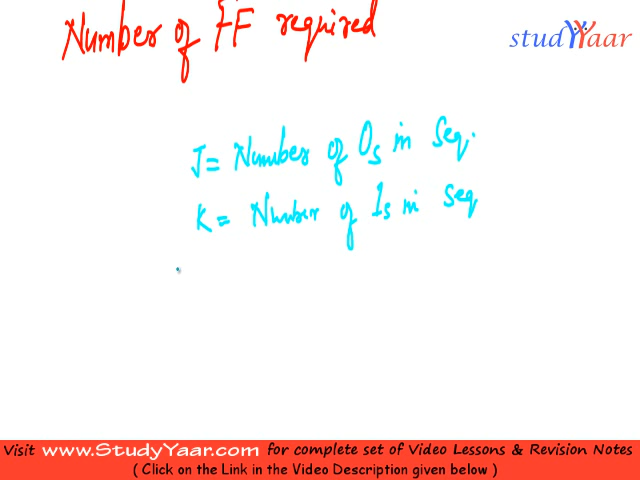 Number of FF required
studYYaar
J= Number of 0s in Seq.
K= Number of 1s in Seq
Visit www.StudyYaar.com for complete set of Video Lessons & Revision Notes
( Click on the Link in the Video Description given below )